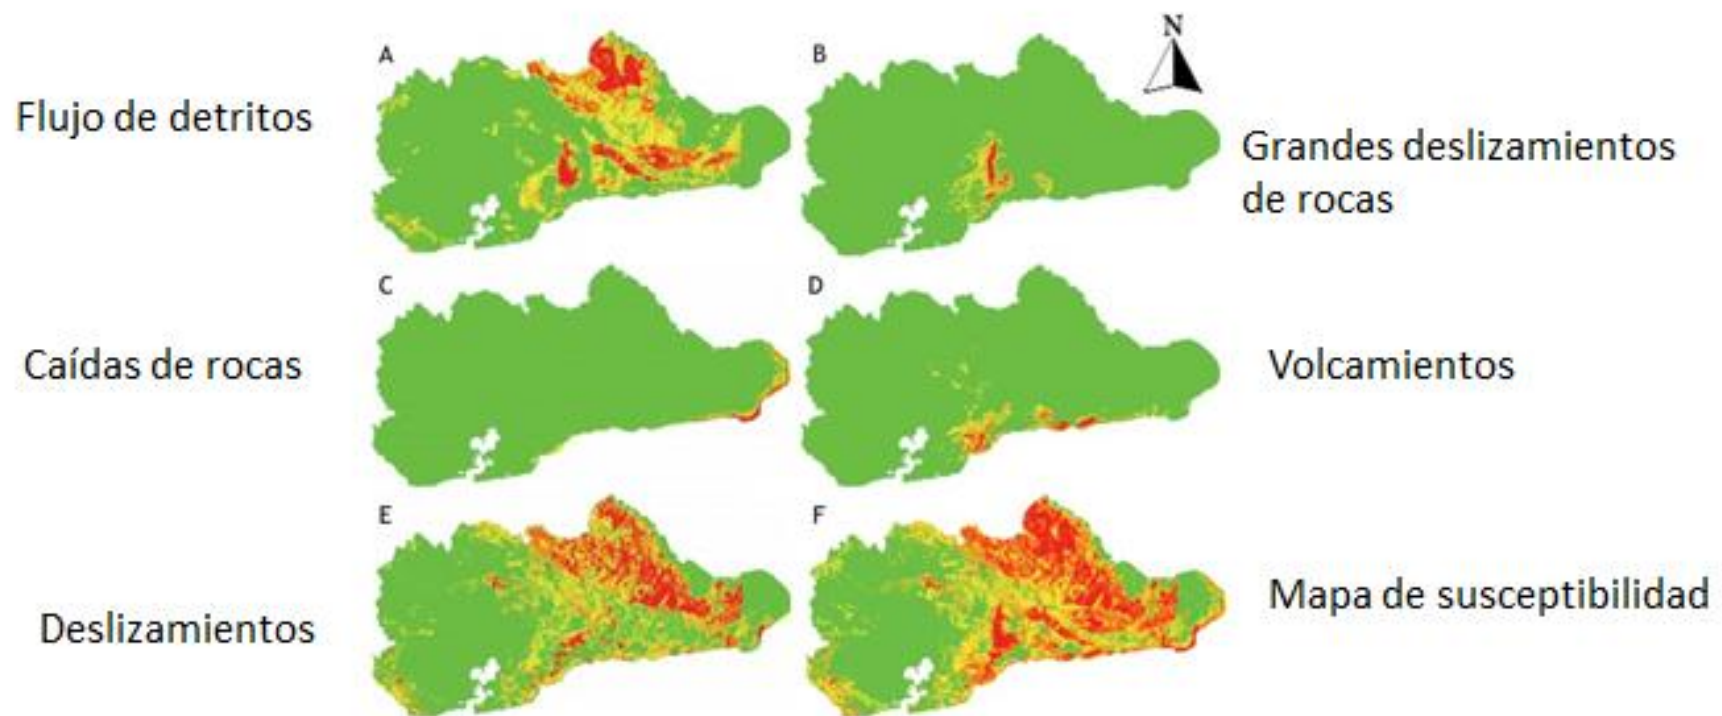 A
B
N
Flujo de detritos
Grandes deslizamientos
de rocas
C
D
Caídas de rocas
Volcamientos
E
F
Deslizamientos
Mapa de susceptibilidad